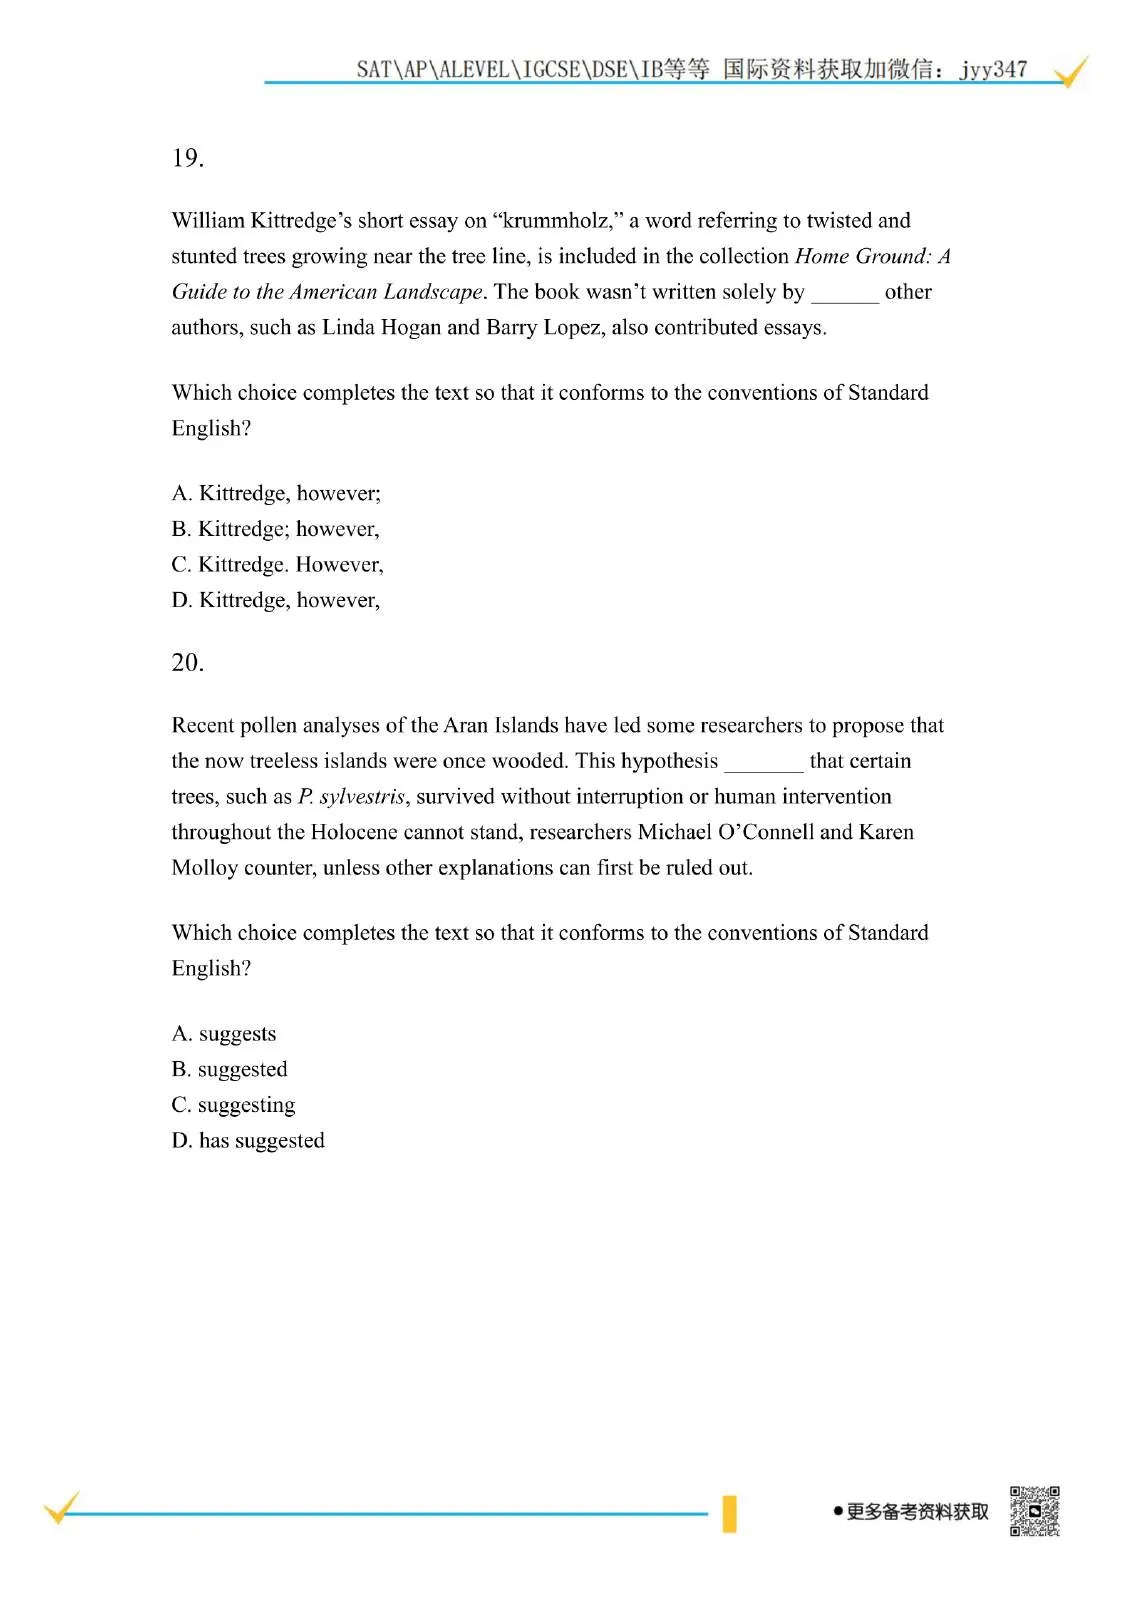 SAT\AP\ALEVEL\IGCSE\DSE\IB等等 国际资料获取加微信：jyy347
19.
William Kittredge’s short essay on “krummholz,” a word referring to twisted and
stunted trees growing near the tree line, is included in the collection Home Ground: A
Guide to the American Landscape. The book wasn’t written solely by ______ other
authors, such as Linda Hogan and Barry Lopez, also contributed essays.
Which choice completes the text so that it conforms to the conventions of Standard
English?
A. Kittredge, however;
B. Kittredge; however,
C. Kittredge. However,
D. Kittredge, however,
20.
Recent pollen analyses of the Aran Islands have led some researchers to propose that
the now treeless islands were once wooded. This hypothesis _______ that certain
trees, such as P. sylvestris, survived without interruption or human intervention
throughout the Holocene cannot stand, researchers Michael O’Connell and Karen
Molloy counter, unless other explanations can first be ruled out.
Which choice completes the text so that it conforms to the conventions of Standard
English?
A. suggests
B. suggested
C. suggesting
D. has suggested
●更多备考资料获取